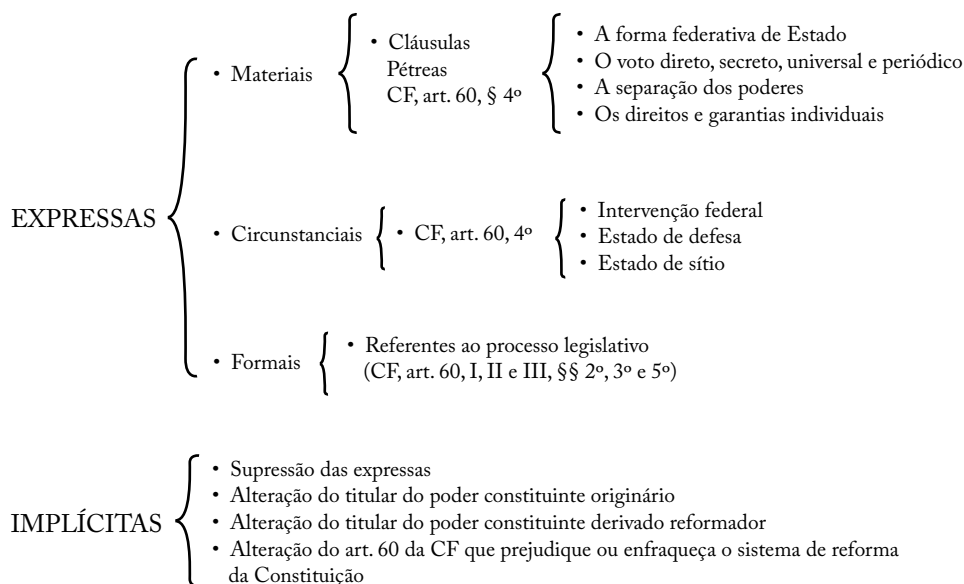 EXPRESSAS
• Materiais
• Cláusulas
Pétreas
CF, art. 60, § 4º
• A forma federativa de Estado
• O voto direto, secreto, universal e periódico
• A separação dos poderes
• Os direitos e garantias individuais
• Circunstanciais
• CF, art. 60, 4º
• Intervenção federal
• Estado de defesa
• Estado de sítio
• Formais
• Referentes ao processo legislativo
(CF, art. 60, I, II e III, §§ 2º, 3º e 5º)
IMPLÍCITAS
• Supressão das expressas
• Alteração do titular do poder constituinte originário
• Alteração do titular do poder constituinte derivado reformador
• Alteração do art. 60 da CF que prejudique ou enfraqueça o sistema de reforma
da Constituição